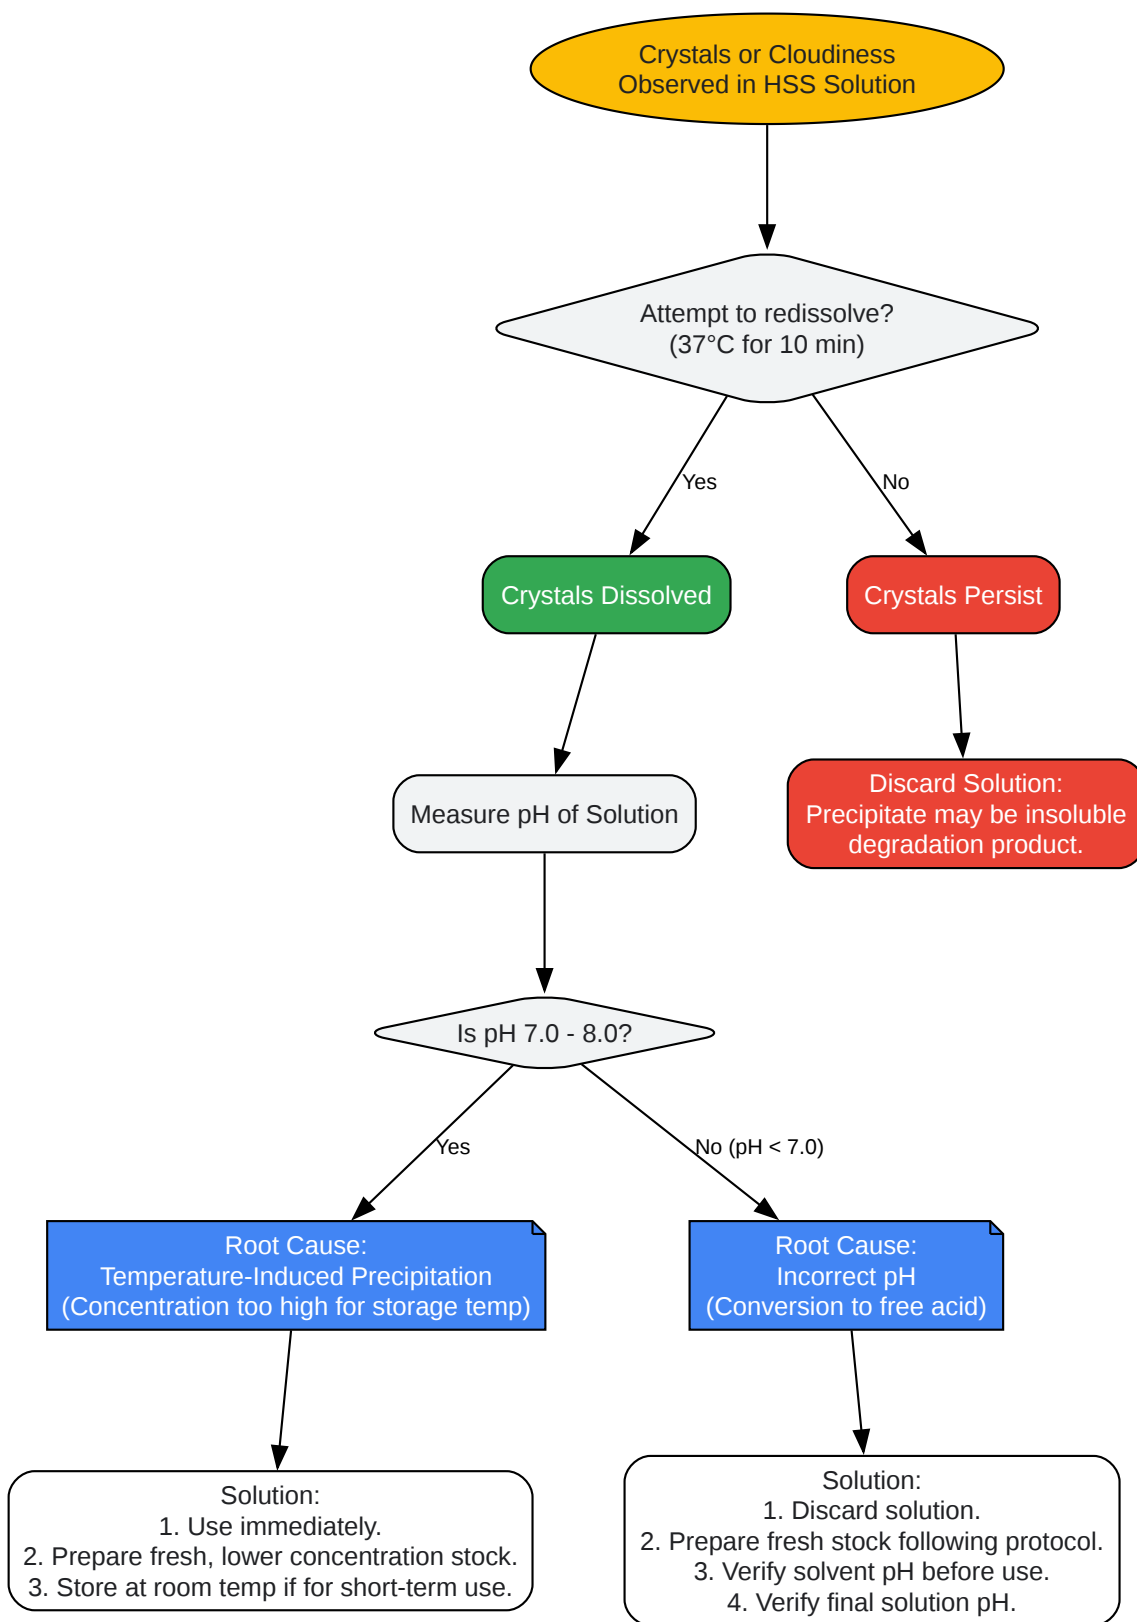 Crystals or Cloudiness
Observed in HSS Solution
Attempt to redissolve?
(37°C for 10 min)
Yes
No
Crystals Dissolved
Crystals Persist
Measure pH of Solution
Discard Solution:
Precipitate may be insoluble
degradation product.
Is pH 7.0 - 8.0?
Yes
No (pH < 7.0)
Root Cause:
Temperature-Induced Precipitation
(Concentration too high for storage temp)
Root Cause:
Incorrect pH
(Conversion to free acid)
Solution:
1. Use immediately.
2. Prepare fresh, lower concentration stock.
3. Store at room temp if for short-term use.
Solution:
1. Discard solution.
2. Prepare fresh stock following protocol.
3. Verify solvent pH before use.
4. Verify final solution pH.